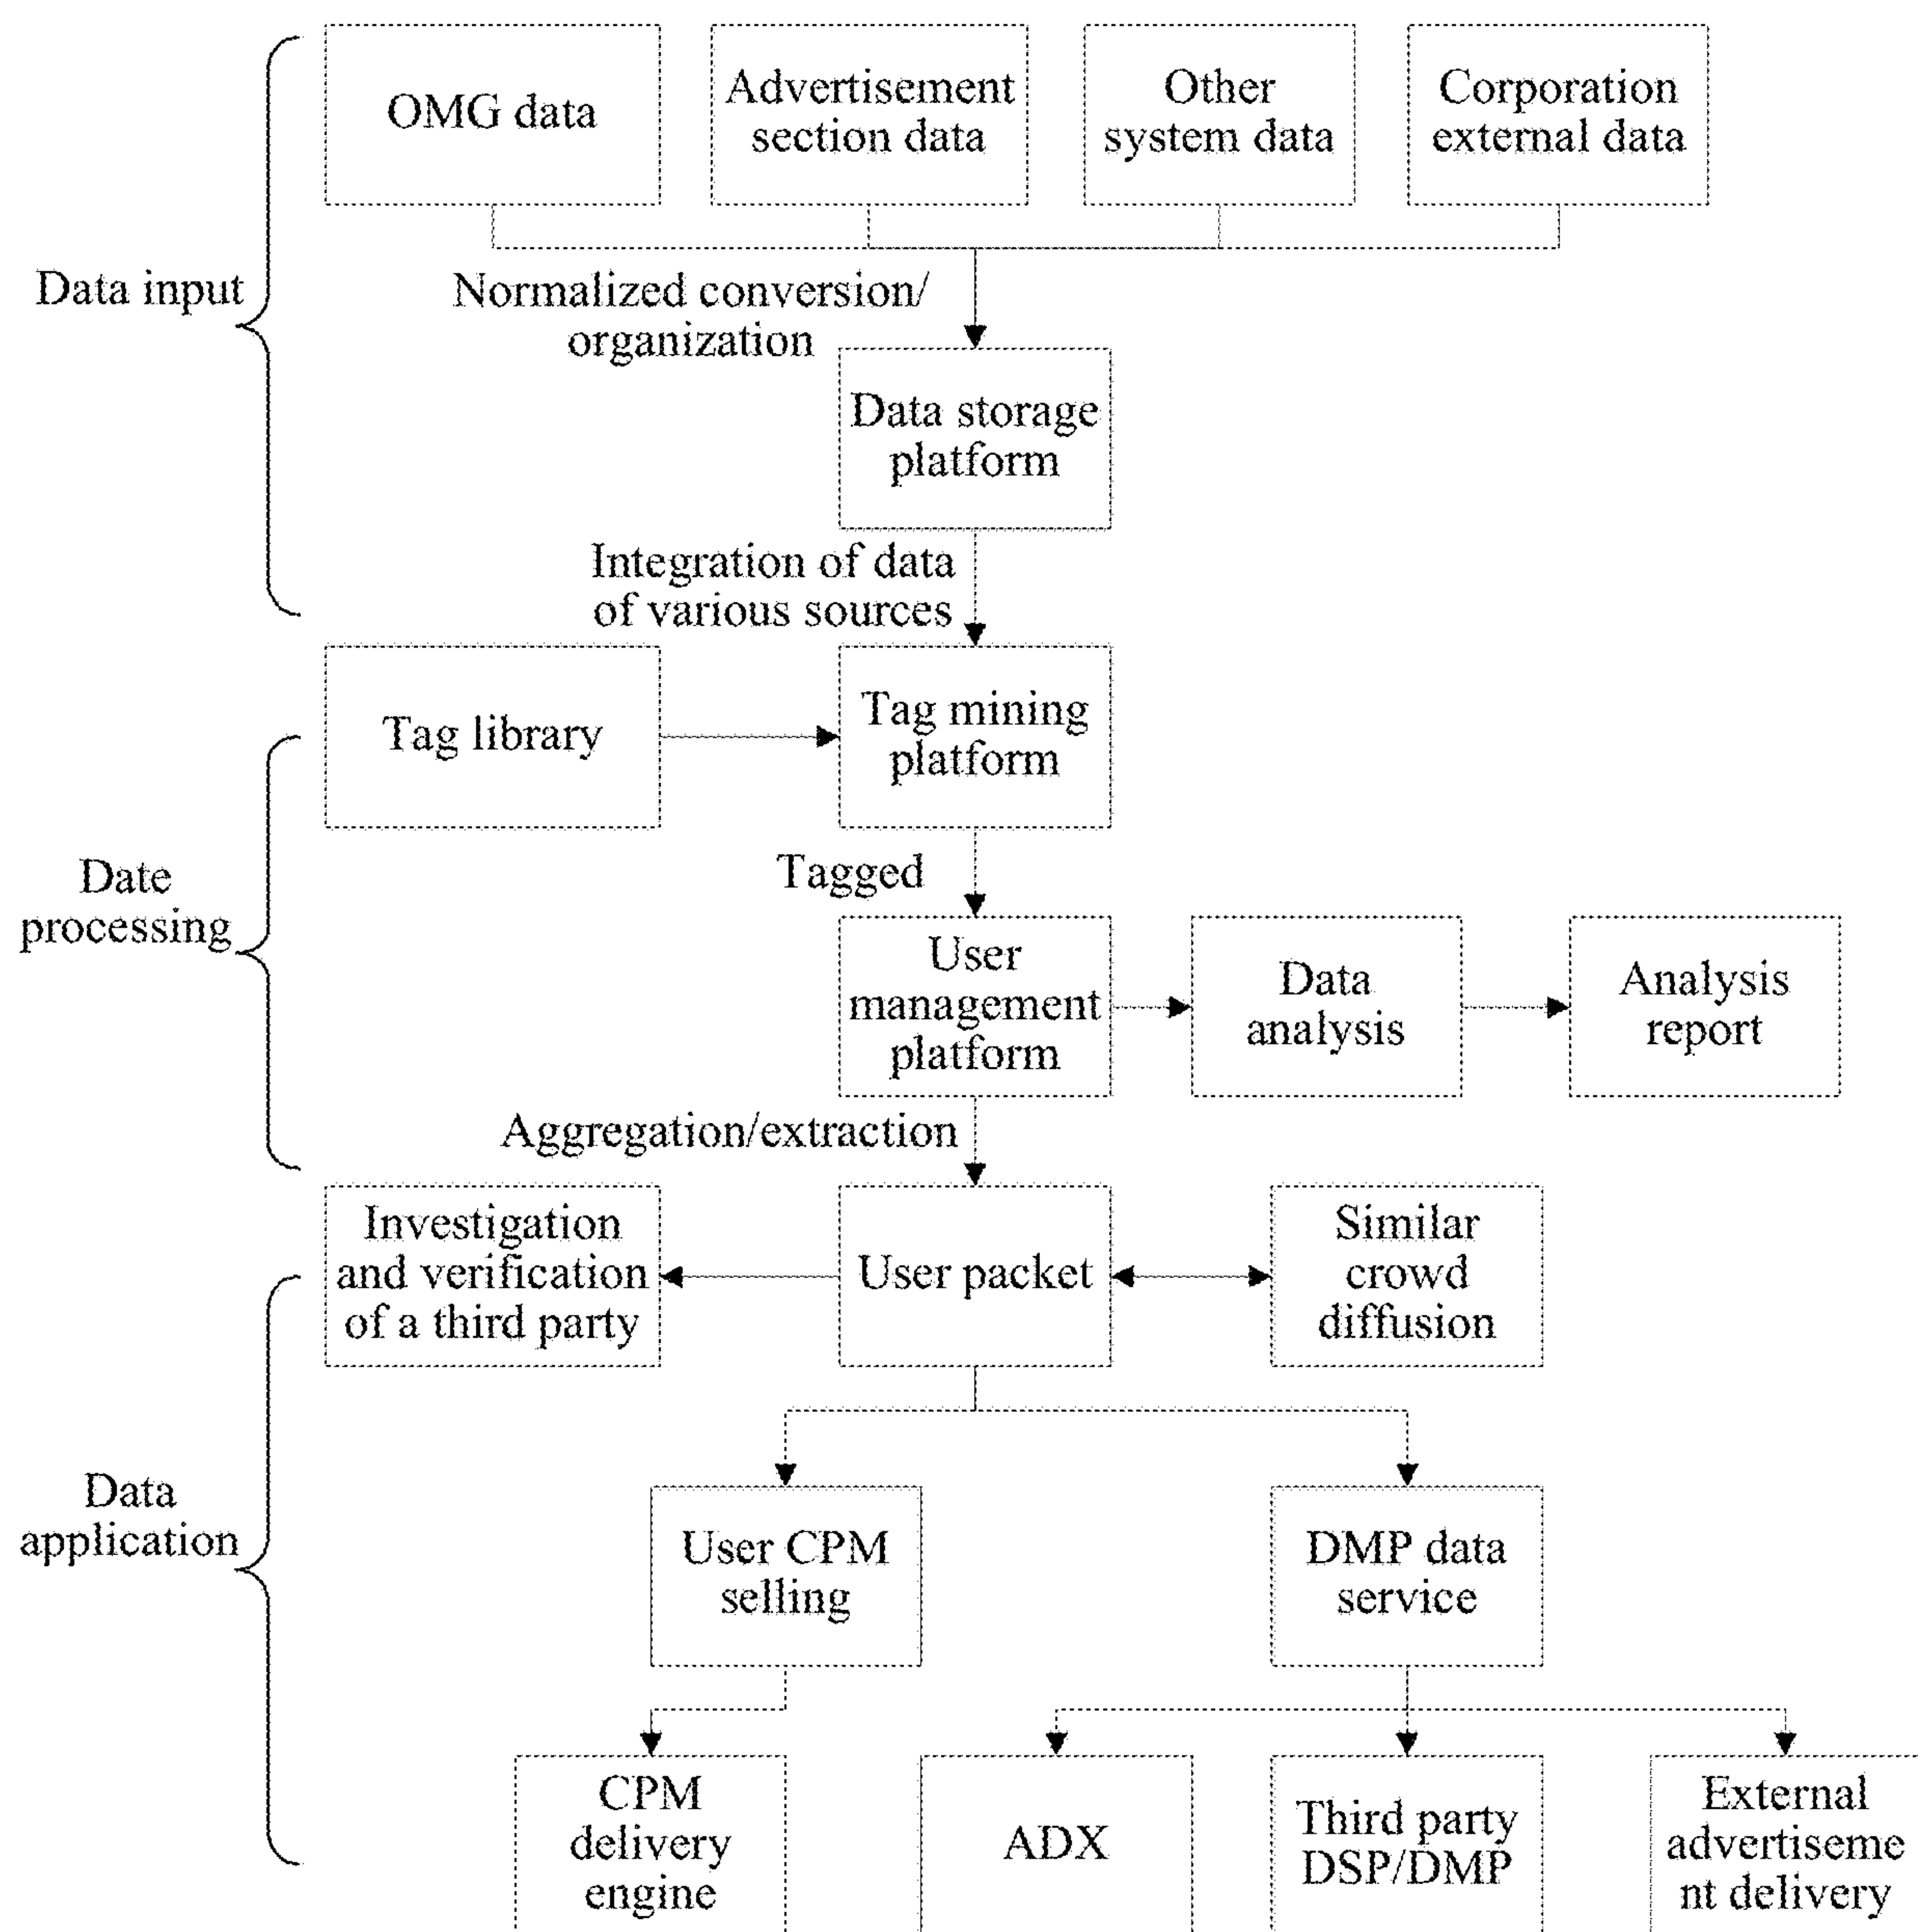 OMG data
Advertisement
section data
Other
system data
Corporation
external data
Data input
Normalized conversion/
organization
Data storage
platform
Integration of data
of various sources
Tag library
Tag mining
platform
Date
processing
Tagged
User
management
platform
Data
analysis
Analysis
report
Aggregation/extraction
Investigation
and verification
of a third party
User packet
Similar
crowd
diffusion
Data
application
User CPM
selling
DMP data
service
CPM
delivery
engine
ADX
Third party
DSP/DMP
External
advertiseme
nt delivery